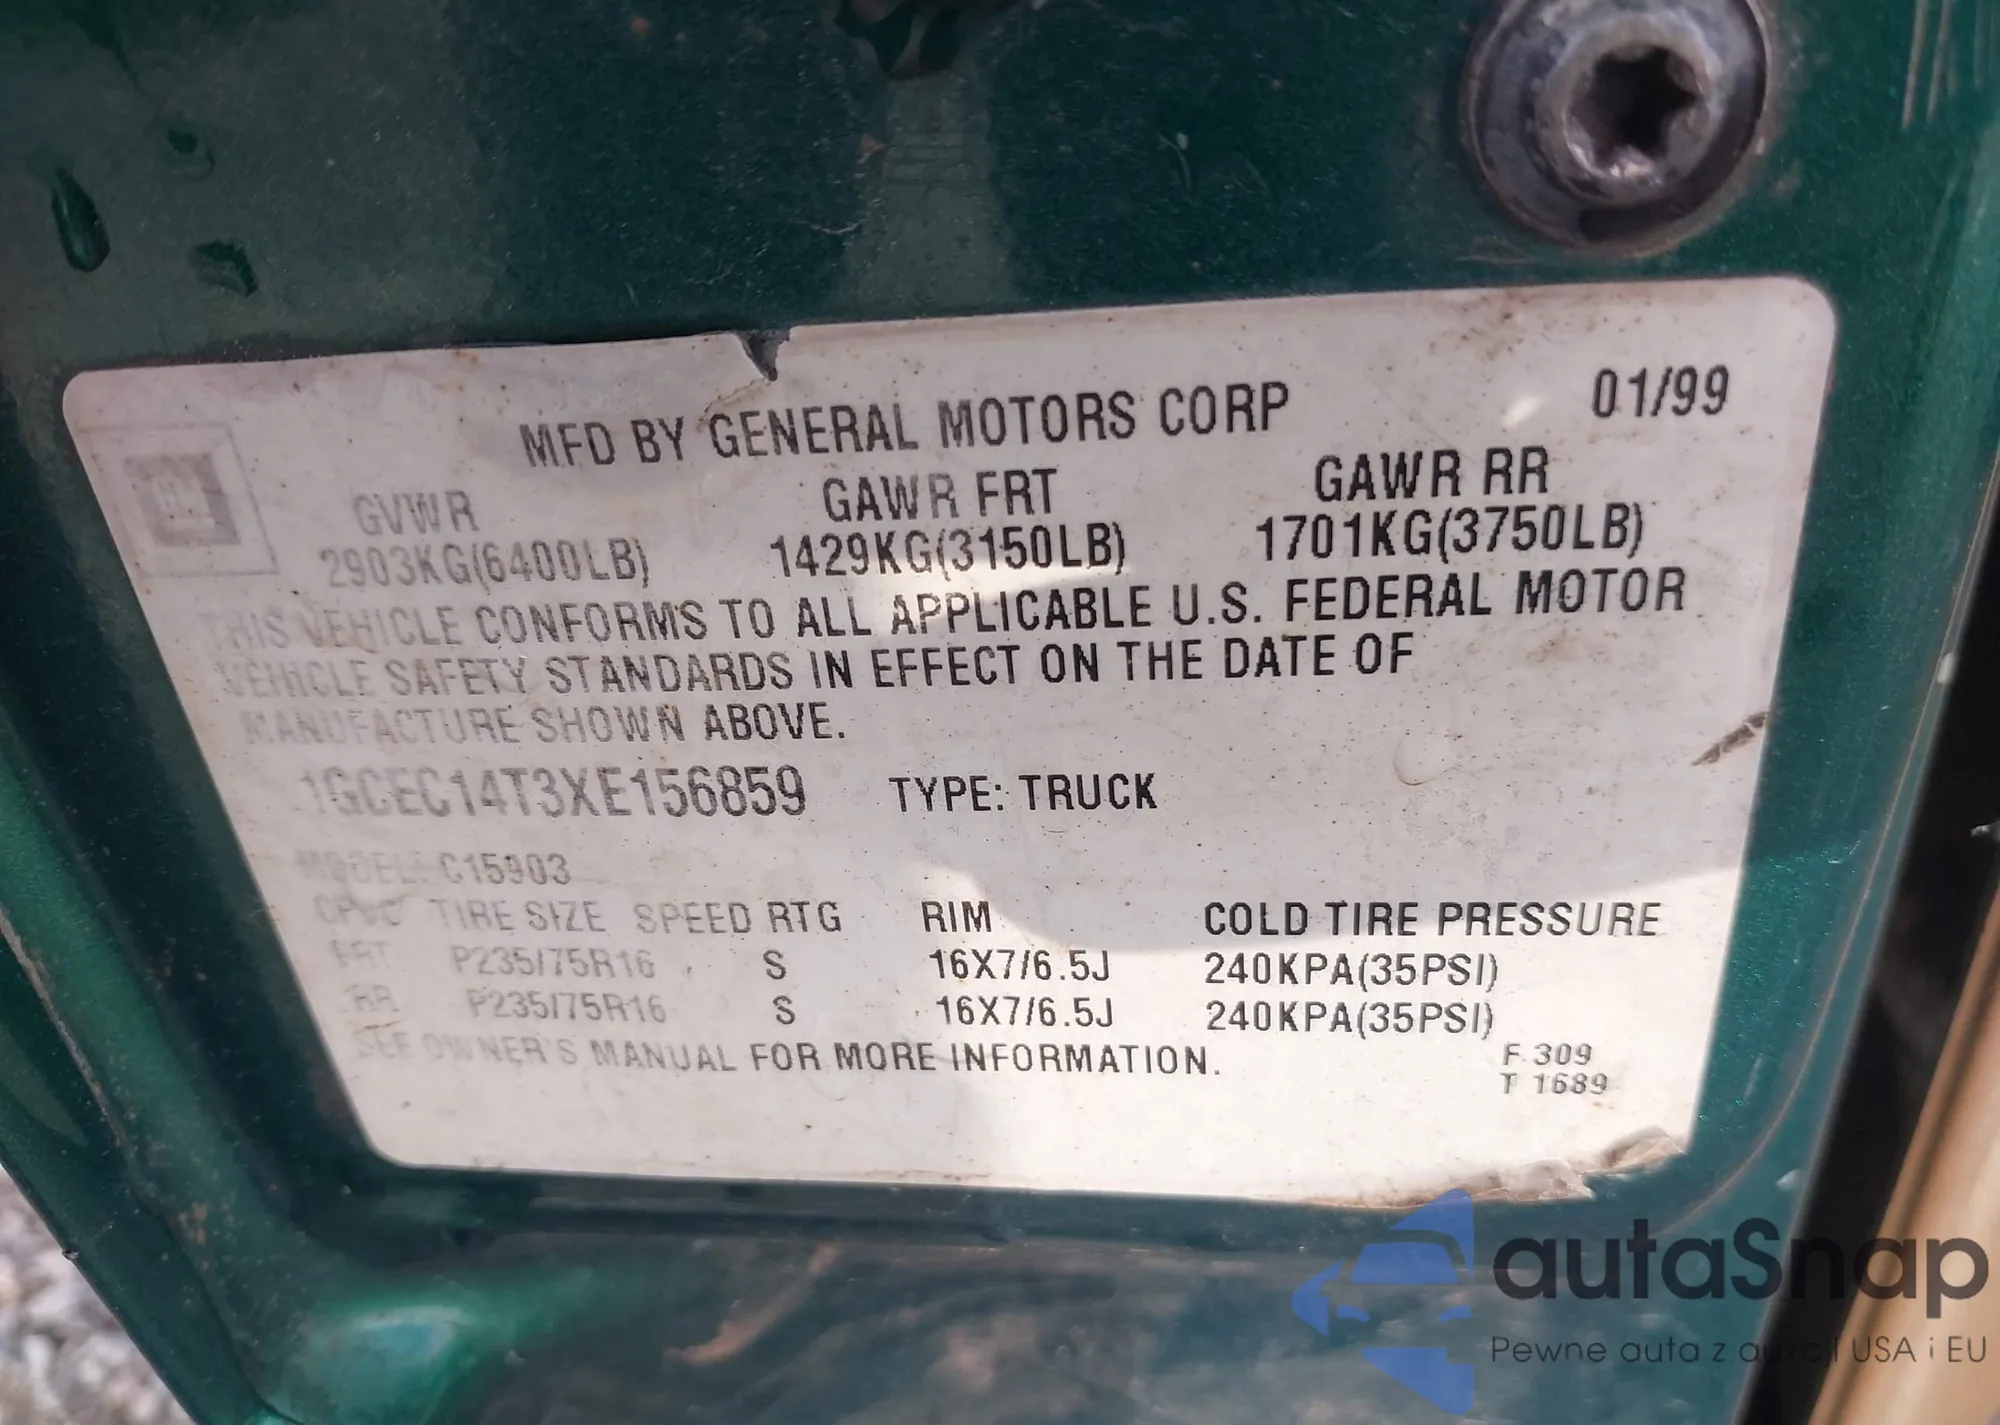 MFD BY GENERAL MOTORS CORP 01/99
GVWR GAWR FRT GAWR RR
2903KG(6400LB) 1429KG(3150LB) 1701KG(3750LB)
THIS VEHICLE CONFORMS TO ALL APPLICABLE U.S. FEDERAL MOTOR
VEHICLE SAFETY STANDARDS IN EFFECT ON THE DATE OF
MANUFACTURE SHOWN ABOVE.
1GCEC14T3XE156859 TYPE: TRUCK
MODEL: C15903
TIRE SIZE SPEED RTG RIM COLD TIRE PRESSURE
FRT P235/75R16 S 16X7/6.5J 240KPA(35PSI)
RR P235/75R16 S 16X7/6.5J 240KPA(35PSI)
SEE OWNER'S MANUAL FOR MORE INFORMATION.
F 309
T 1689
autaSnap
Pewne auta z aukcji USA i EU